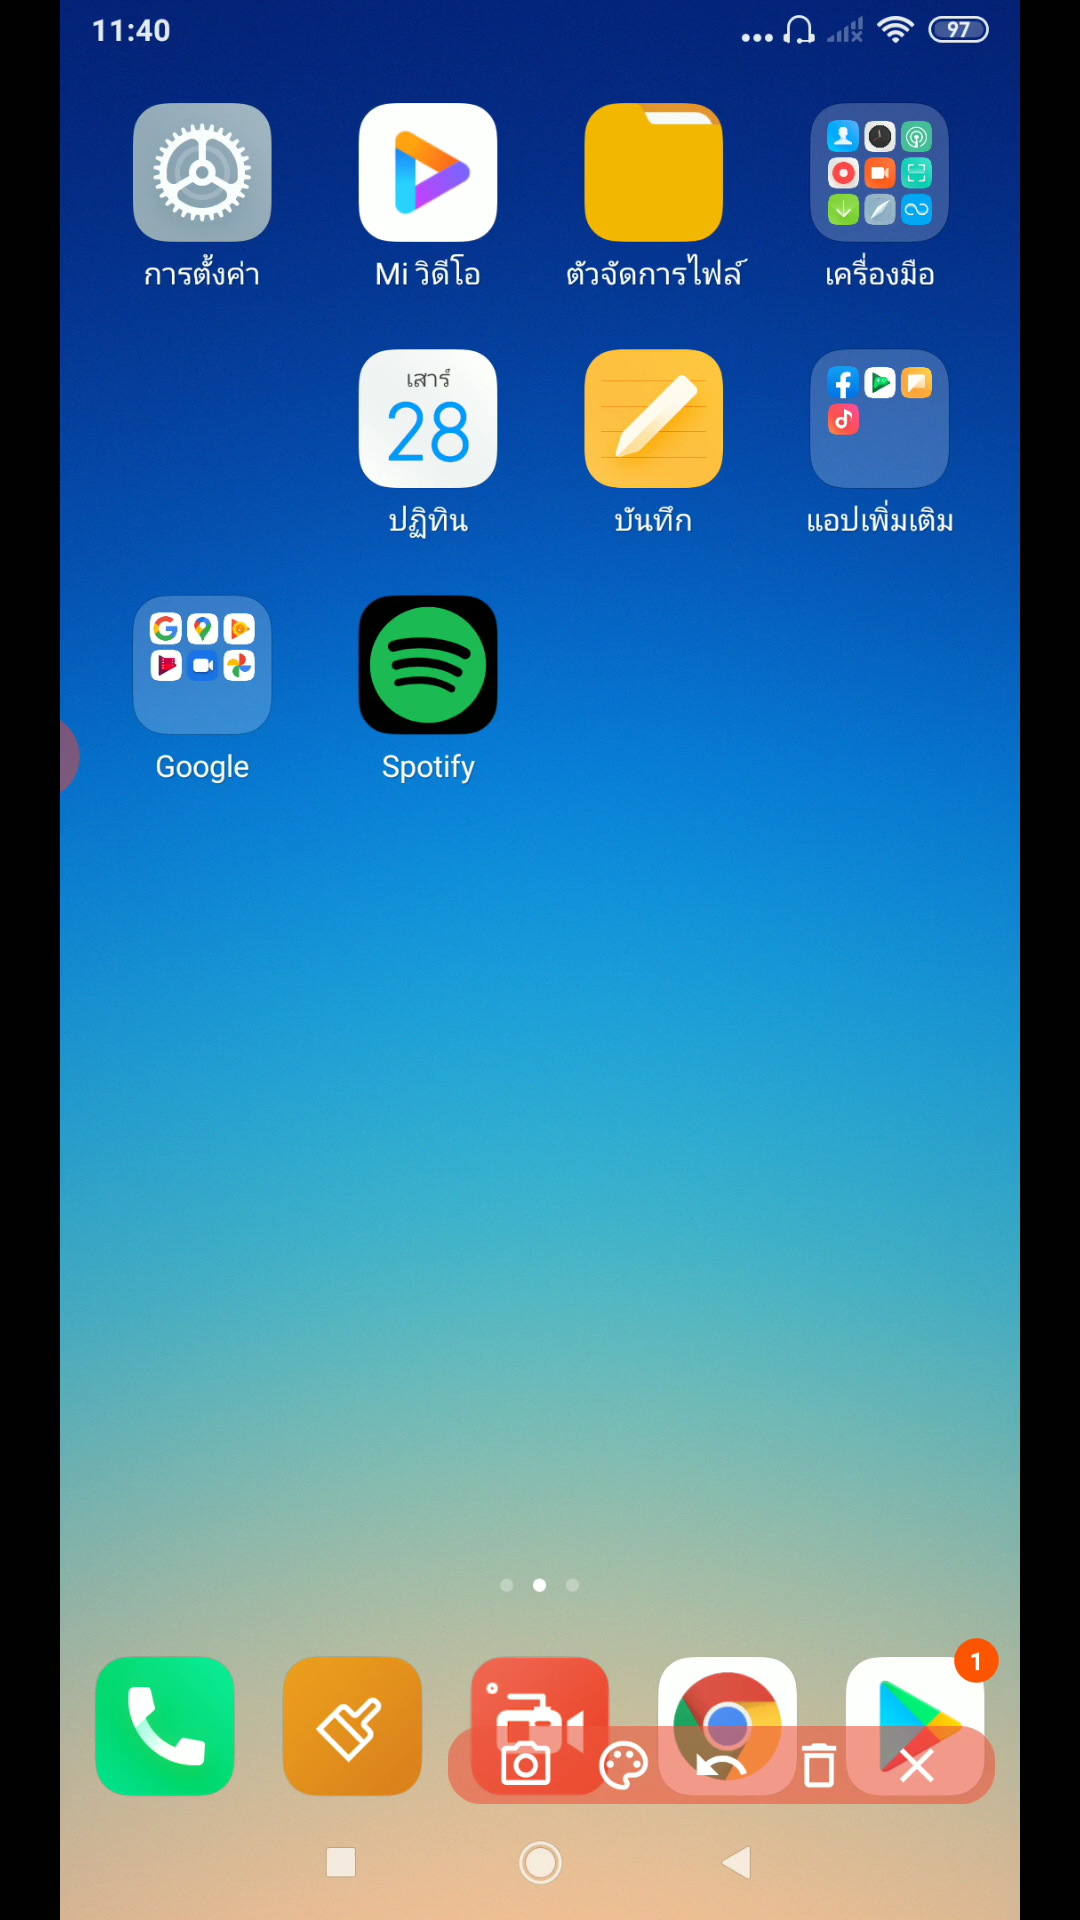 11:40
97
การตั้งค่า
Mi วิดีโอ
ตัวจัดการไฟล์
เครื่องมือ
เสาร์
28
ปฏิทิน
บันทึก
แอปเพิ่มเติม
Google
Spotify
1